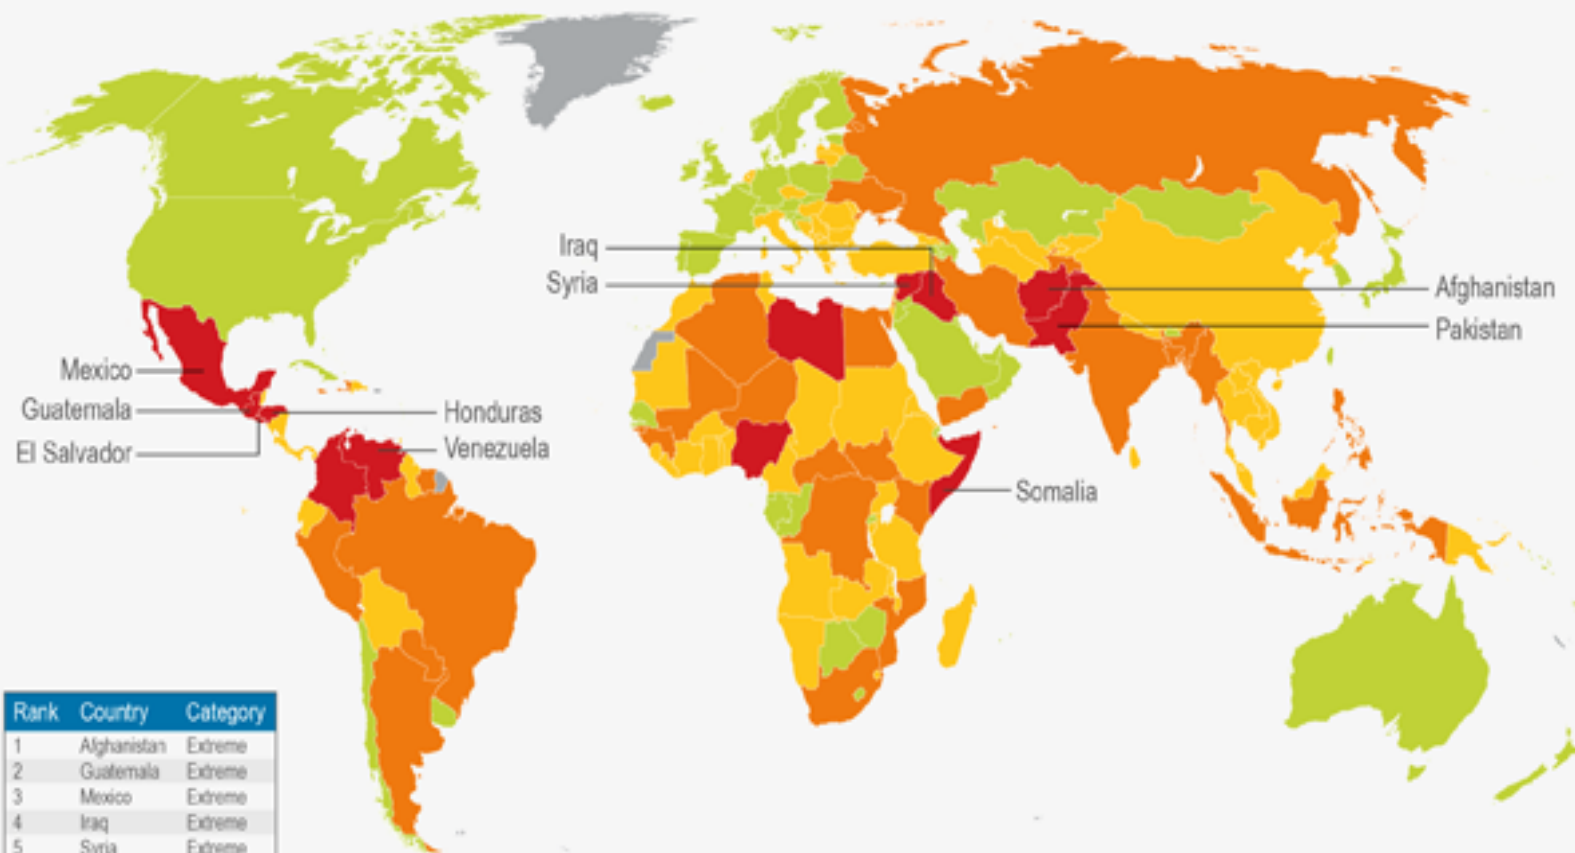 Iraq
Syria
Afghanistan
Pakistan
Mexico
Guatemala
El Salvador
Honduras
Venezuela
Somalia
Rank Country Category
1 Afghanistan Extreme
2 Guatemala Extreme
3 Mexico Extreme
4 Iraq Extreme
5 Syria Extreme